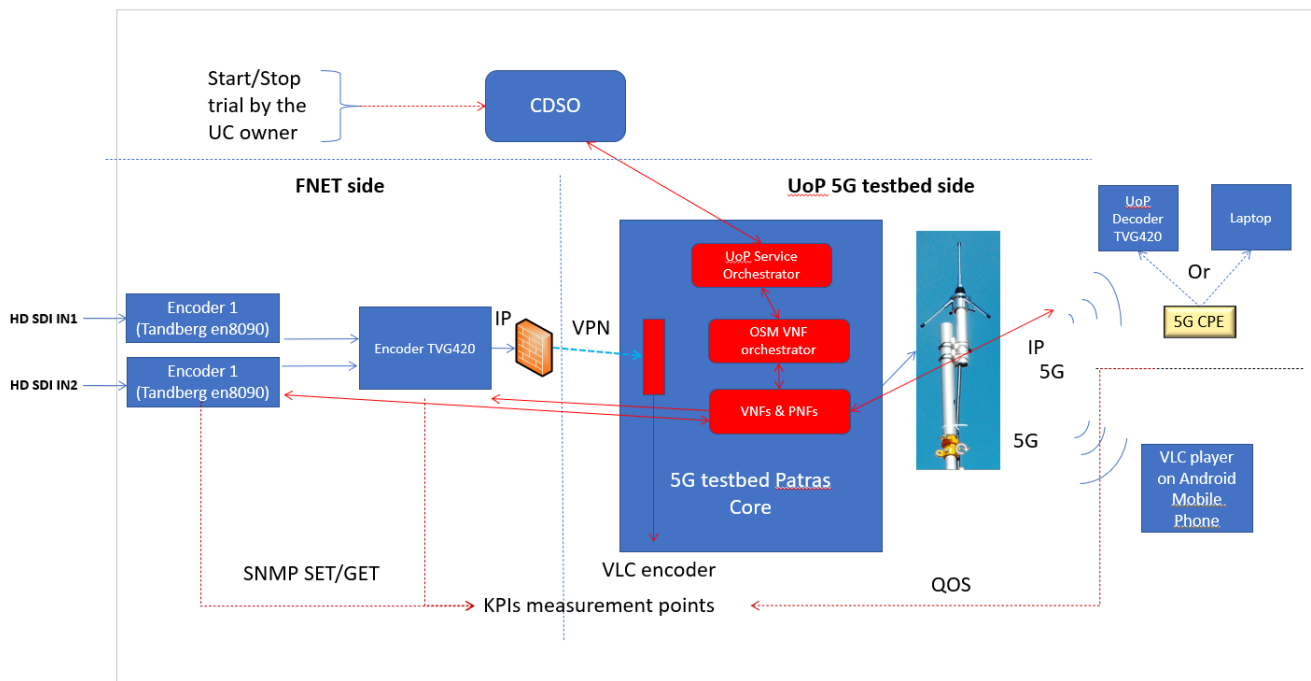 Start/Stop
trial by the
UC owner
CDSO
FNET side
UoP 5G testbed side
UoP
Decoder
TVG420
Laptop
Or
5G CPE
UoP Service
Orchestrator
HD SDI IN1
Encoder 1
(Tandberg en8090)
Encoder TVG420
IP
VPN
OSM VNF
orchestrator
IP
5G
HD SDI IN2
Encoder 1
(Tandberg en8090)
VNFs & PNFs
5G
5G testbed Patras
Core
VLC player
on Android
Mobile
Phone
VLC encoder
SNMP SET/GET
QOS
KPIs measurement points